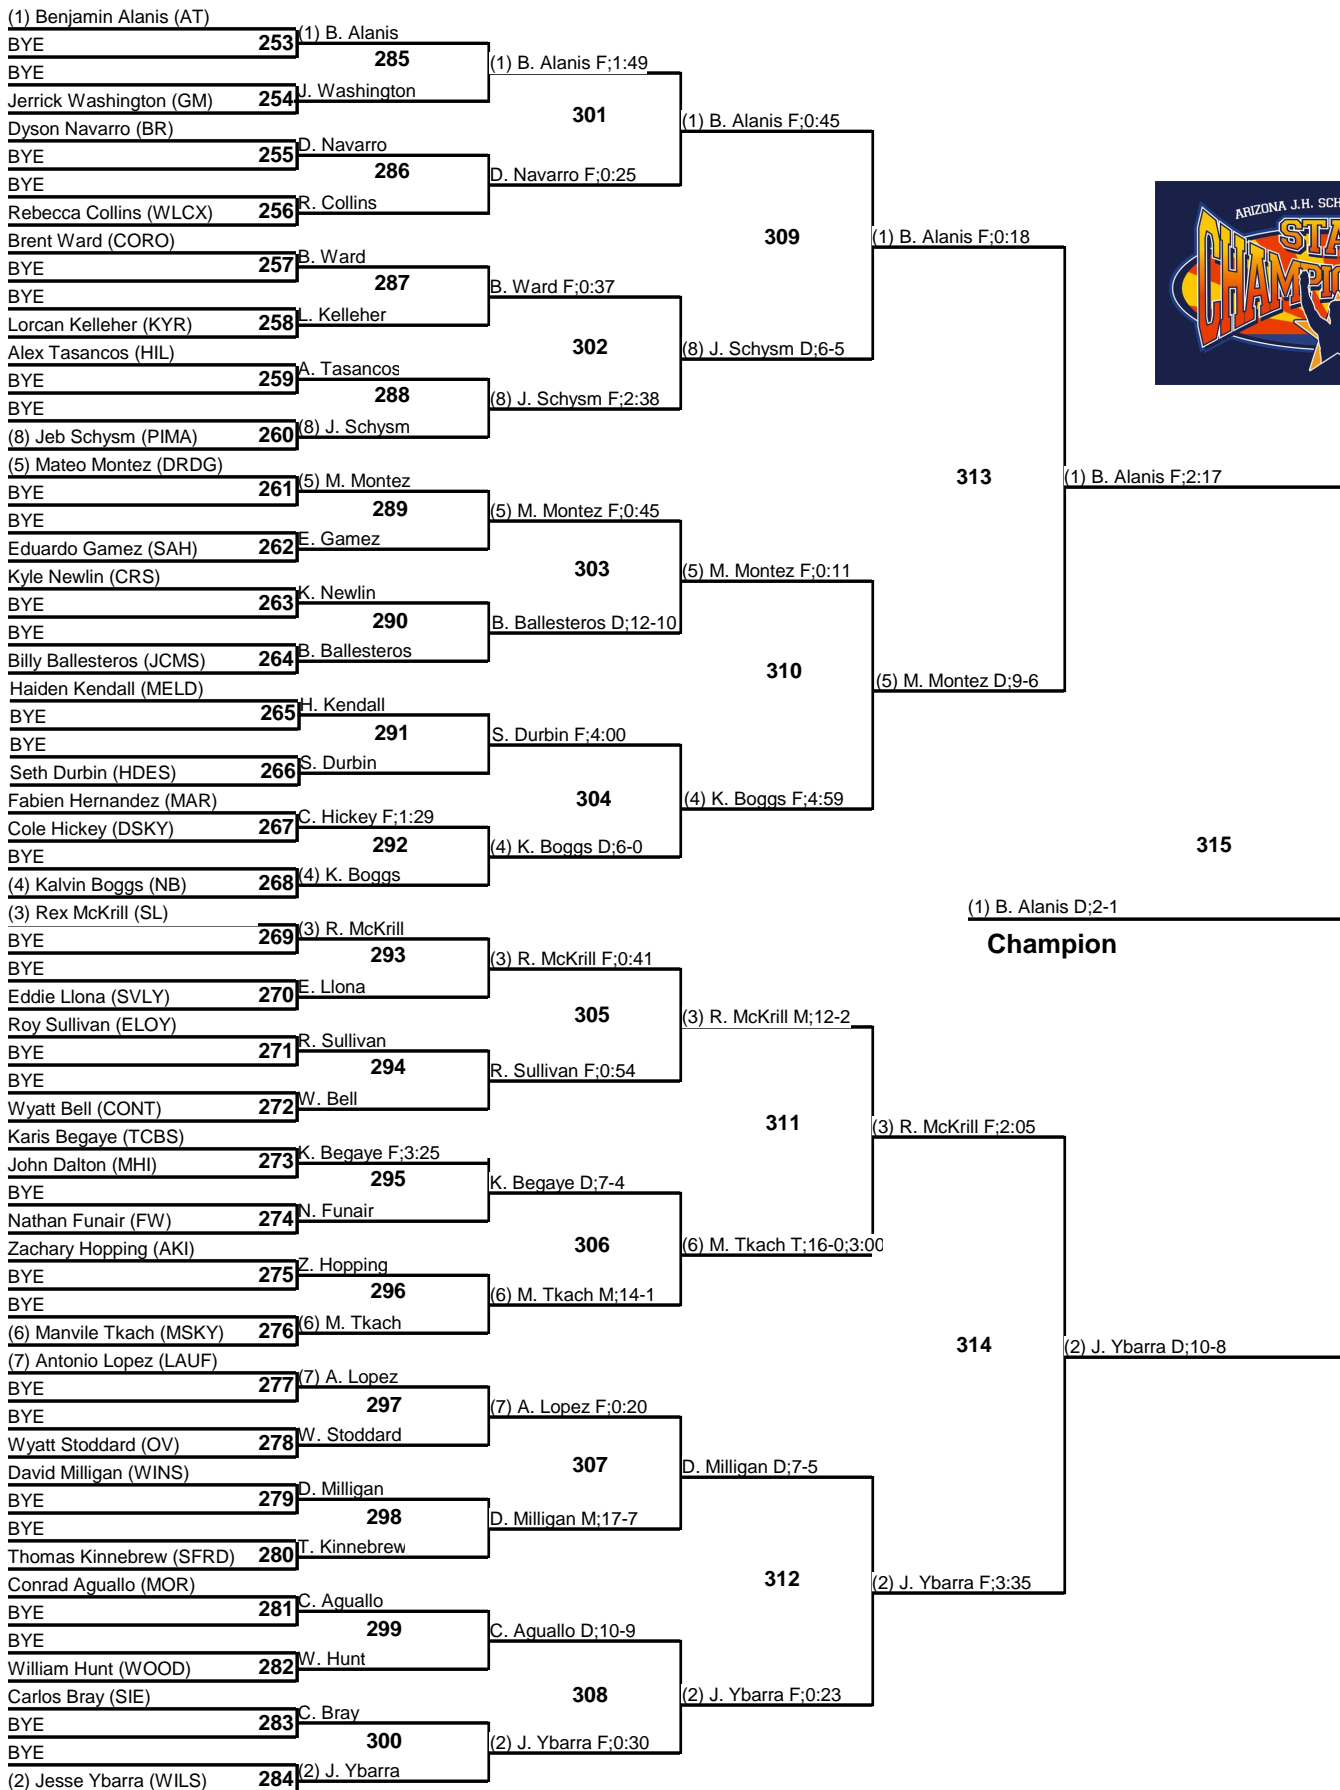 (1) Benjamin Alanis (AT)
BYE
253
BYE
Jerrick Washington (GM)
254
Dyson Navarro (BR)
BYE
255
BYE
Rebecca Collins (WLCX)
256
Brent Ward (CORO)
BYE
257
BYE
Lorcan Kelleher (KYR)
258
Alex Tasancos (HIL)
BYE
259
BYE
(8) Jeb Schysm (PIMA)
260
(5) Mateo Montez (DRDG)
BYE
261
BYE
Eduardo Gamez (SAH)
262
Kyle Newlin (CRS)
BYE
263
BYE
Billy Ballesteros (JCMS)
264
Haiden Kendall (MELD)
BYE
265
BYE
Seth Durbin (HDES)
266
Fabien Hernandez (MAR)
Cole Hickey (DSKY)
267
BYE
(4) Kalvin Boggs (NB)
268
(3) Rex McKrill (SL)
BYE
269
BYE
Eddie Llona (SVLY)
270
Roy Sullivan (ELOY)
BYE
271
BYE
Wyatt Bell (CONT)
272
Karis Begaye (TCBS)
John Dalton (MHI)
273
BYE
Nathan Funair (FW)
274
Zachary Hopping (AKI)
BYE
275
BYE
(6) Manvile Tkach (MSKY)
276
(7) Antonio Lopez (LAUF)
BYE
277
BYE
Wyatt Stoddard (OV)
278
David Milligan (WINS)
BYE
279
BYE
Thomas Kinnebrew (SFRD)
280
Conrad Aguallo (MOR)
BYE
281
BYE
William Hunt (WOOD)
282
Carlos Bray (SIE)
BYE
283
BYE
(2) Jesse Ybarra (WILS)
284
(1) B. Alanis
285
J. Washington
D. Navarro
286
R. Collins
B. Ward
287
L. Kelleher
A. Tasancos
288
(8) J. Schysm
(5) M. Montez
289
E. Gamez
K. Newlin
290
B. Ballesteros
H. Kendall
291
S. Durbin
C. Hickey F;1:29
292
(4) K. Boggs
(3) R. McKrill
293
E. Llona
R. Sullivan
294
W. Bell
K. Begaye F;3:25
295
N. Funair
Z. Hopping
296
(6) M. Tkach
(7) A. Lopez
297
W. Stoddard
D. Milligan
298
T. Kinnebrew
C. Aguallo
299
W. Hunt
C. Bray
300
(2) J. Ybarra
(1) B. Alanis F;1:49
301
D. Navarro F;0:25
B. Ward F;0:37
302
(8) J. Schysm F;2:38
(5) M. Montez F;0:45
303
B. Ballesteros D;12-10
S. Durbin F;4:00
304
(4) K. Boggs D;6-0
(3) R. McKrill F;0:41
305
R. Sullivan F;0:54
K. Begaye D;7-4
306
(6) M. Tkach M;14-1
(7) A. Lopez F;0:20
307
D. Milligan M;17-7
C. Aguallo D;10-9
308
(2) J. Ybarra F;0:30
(1) B. Alanis F;0:45
309
(8) J. Schysm D;6-5
(5) M. Montez F;0:11
310
(4) K. Boggs F;4:59
(3) R. McKrill M;12-2
311
(6) M. Tkach T;16-0;3:00
D. Milligan D;7-5
312
(2) J. Ybarra F;0:23
(1) B. Alanis F;0:18
313
(5) M. Montez D;9-6
(3) R. McKrill F;2:05
314
(2) J. Ybarra F;3:35
(1) B. Alanis F;2:17
315
(2) J. Ybarra D;10-8
(1) B. Alanis D;2-1
Champion
ARIZONA J.H. SCH
STA
CHAMPIO